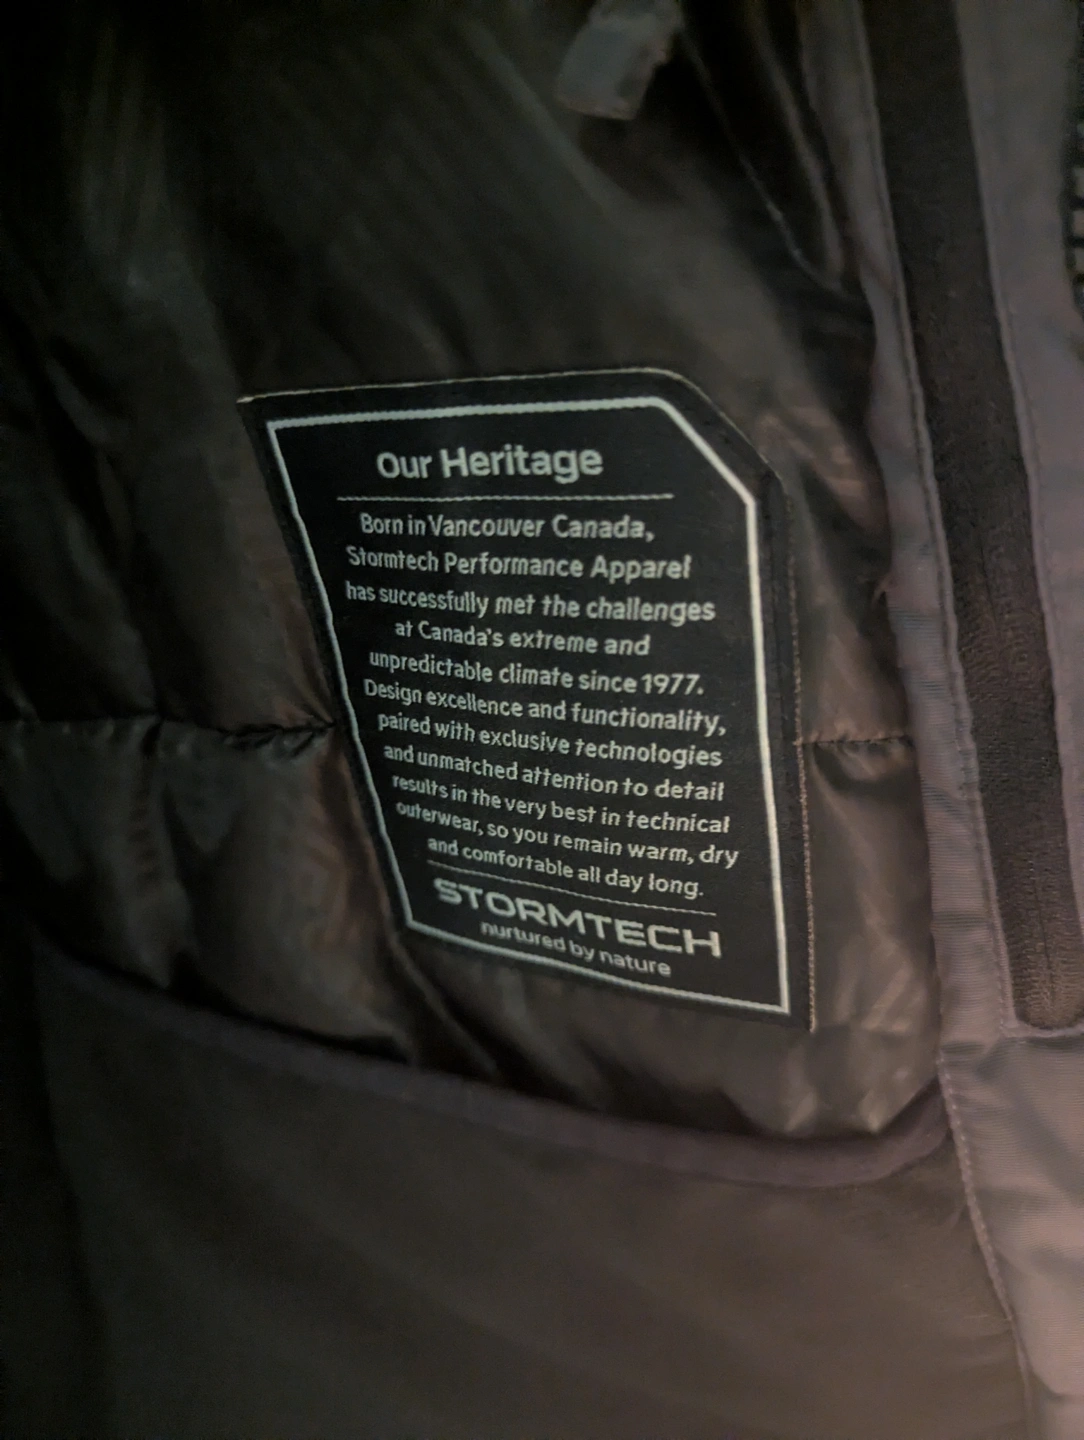 Our Heritage
Born in Vancouver Canada,
Stormtech Performance Apparel
has successfully met the challenges
at Canada's extreme and
unpredictable climate since 1977.
Design excellence and functionality,
paired with exclusive technologies
and unmatched attention to detail
results in the very best in technical
outerwear, so you remain warm, dry
and comfortable all day long.
STORMTECH
nurtured by nature